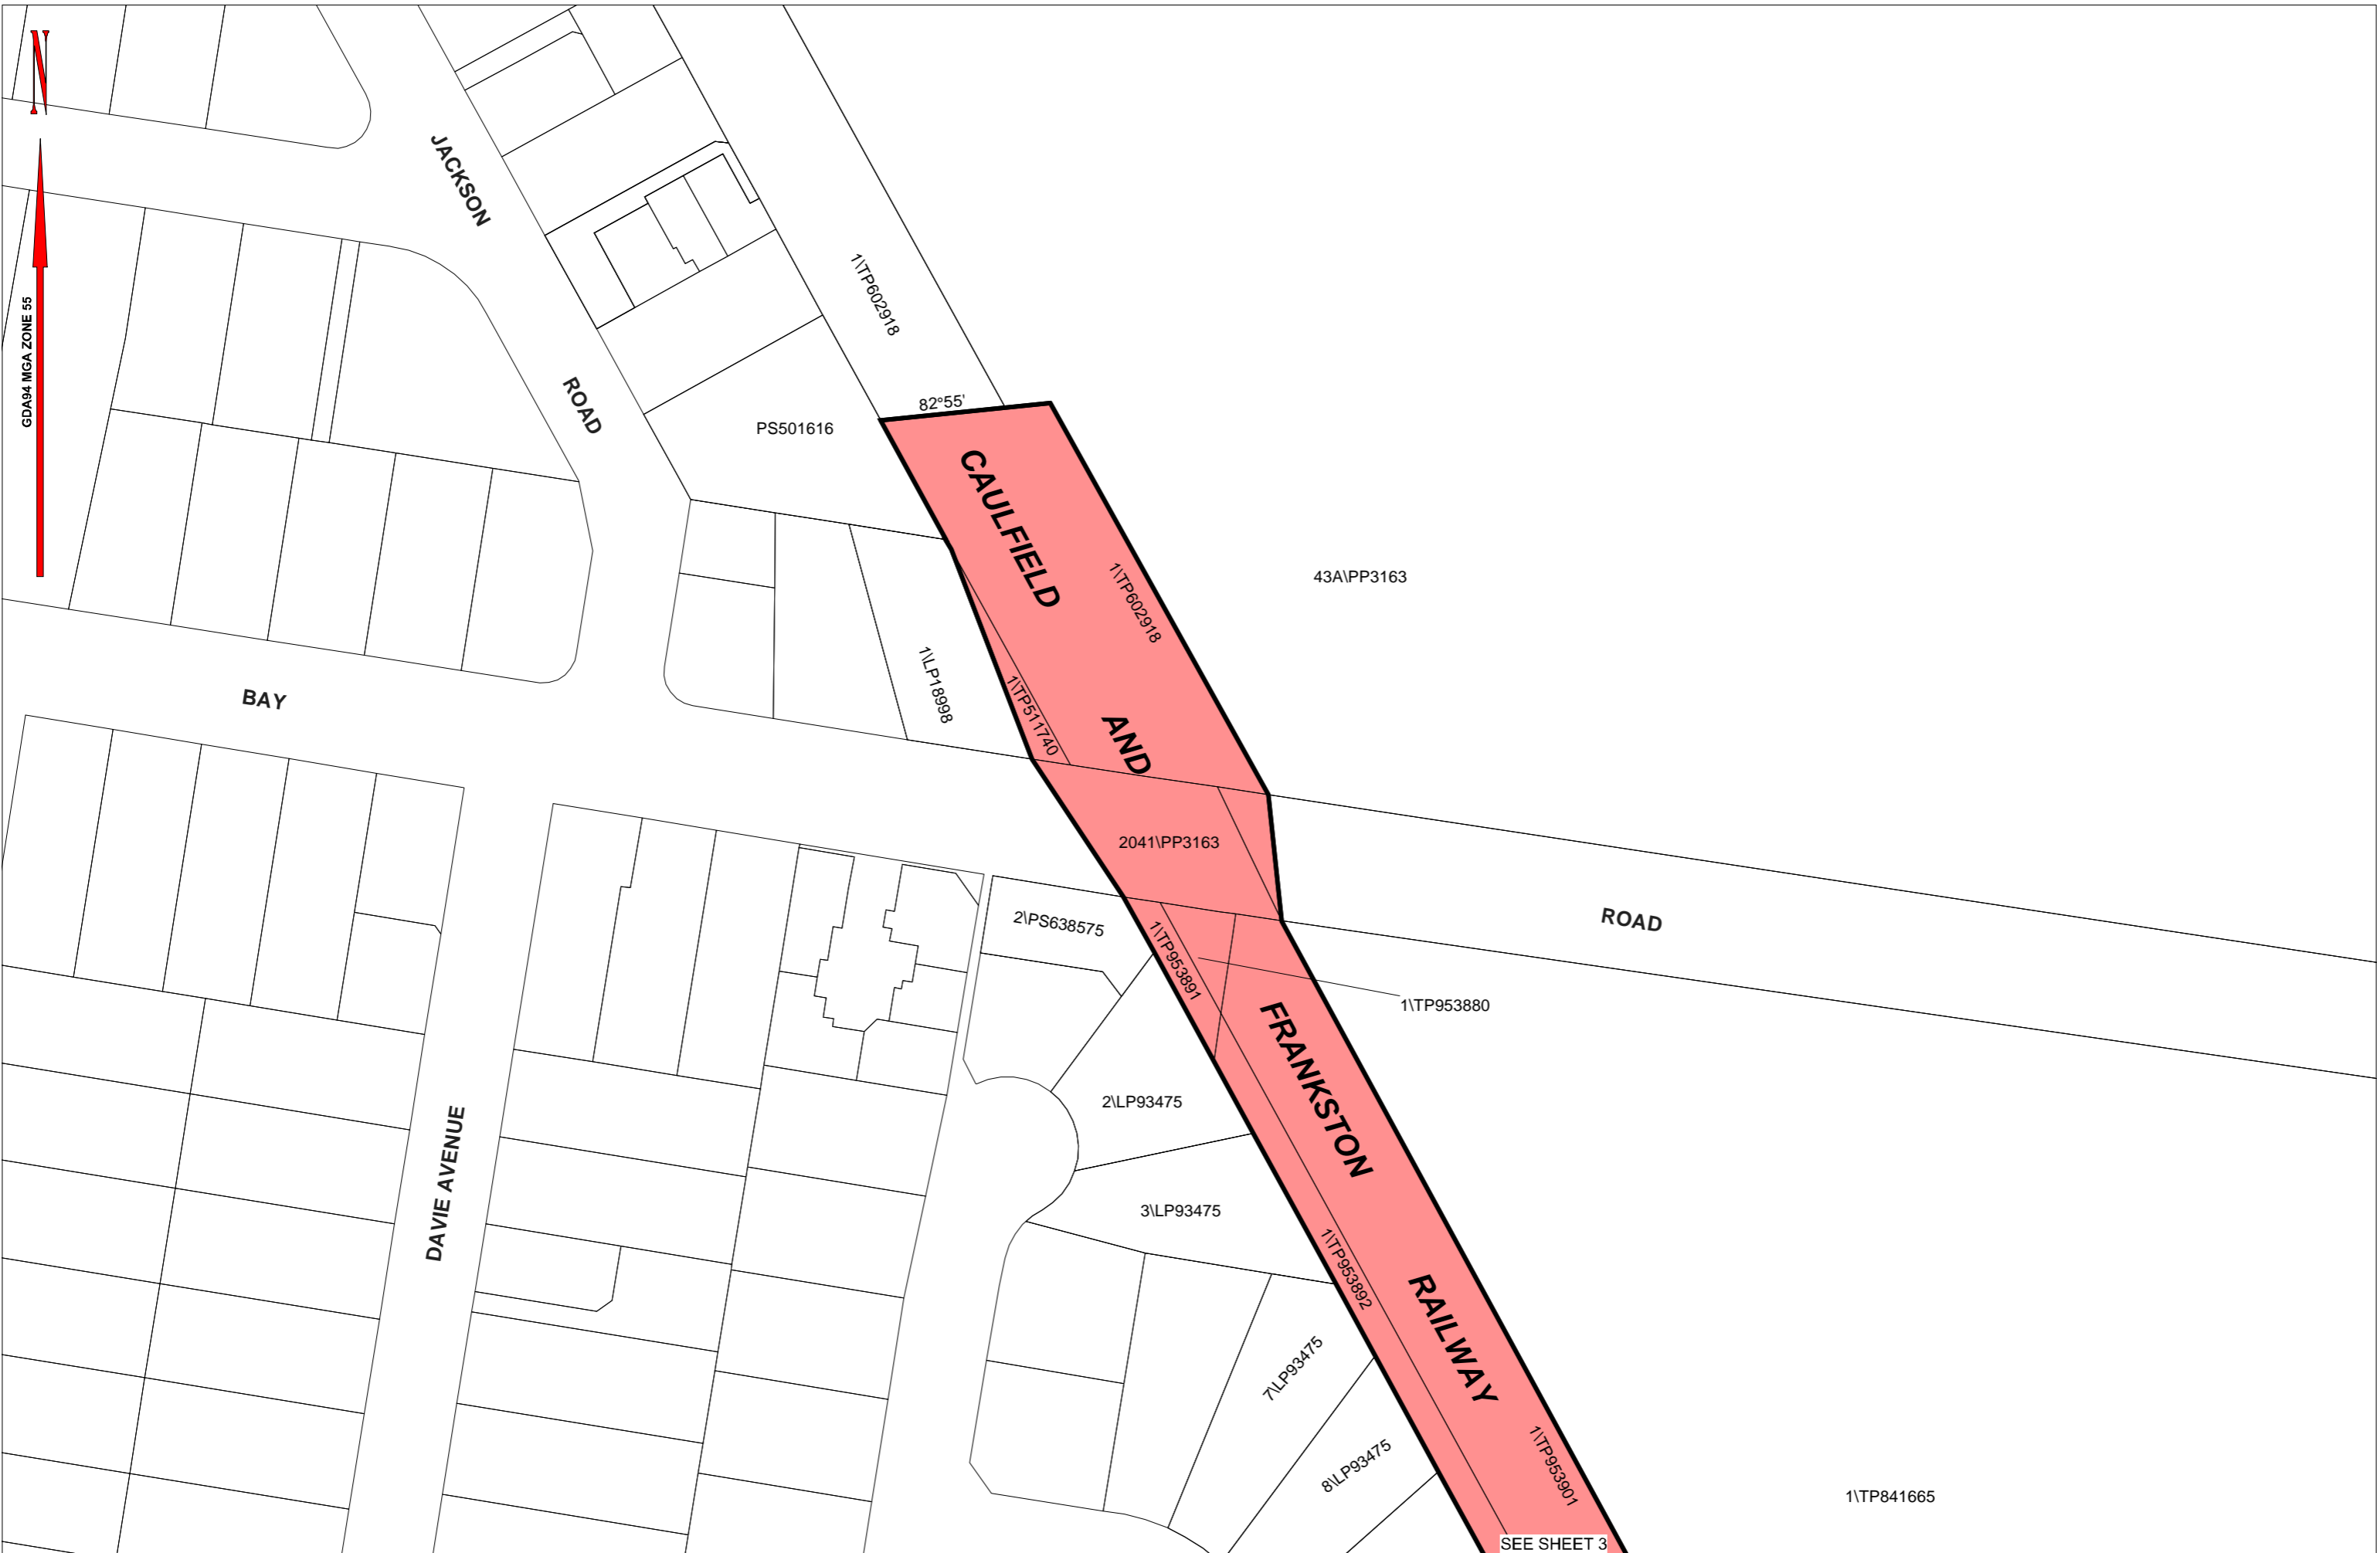 N
GDA94 MGA ZONE 55
JACKSON
ROAD
1\TP602918
82°55'
PS501616
CAULFIELD
1\TP602918
43A\PP3163
1\LP18998
1\TP511740
AND
BAY
2041\PP3163
ROAD
2\PS638575
1\TP953891
1\TP953880
FRANKSTON
2\LP93475
DAVIE AVENUE
3\LP93475
1\TP953892
RAILWAY
7\LP93475
8\LP93475
1\TP953901
1\TP841665
SEE SHEET 3